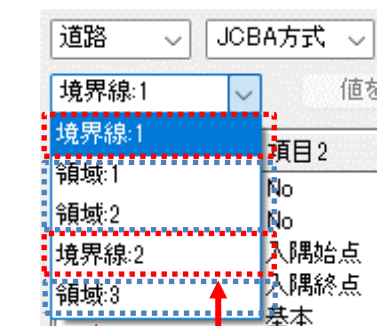 道路 JCBA方式
境界線:1 値を
境界線:1
項目2
領域:1
No
領域:2
No
境界線:2
入隅始点
領域:3
入隅終点
基本